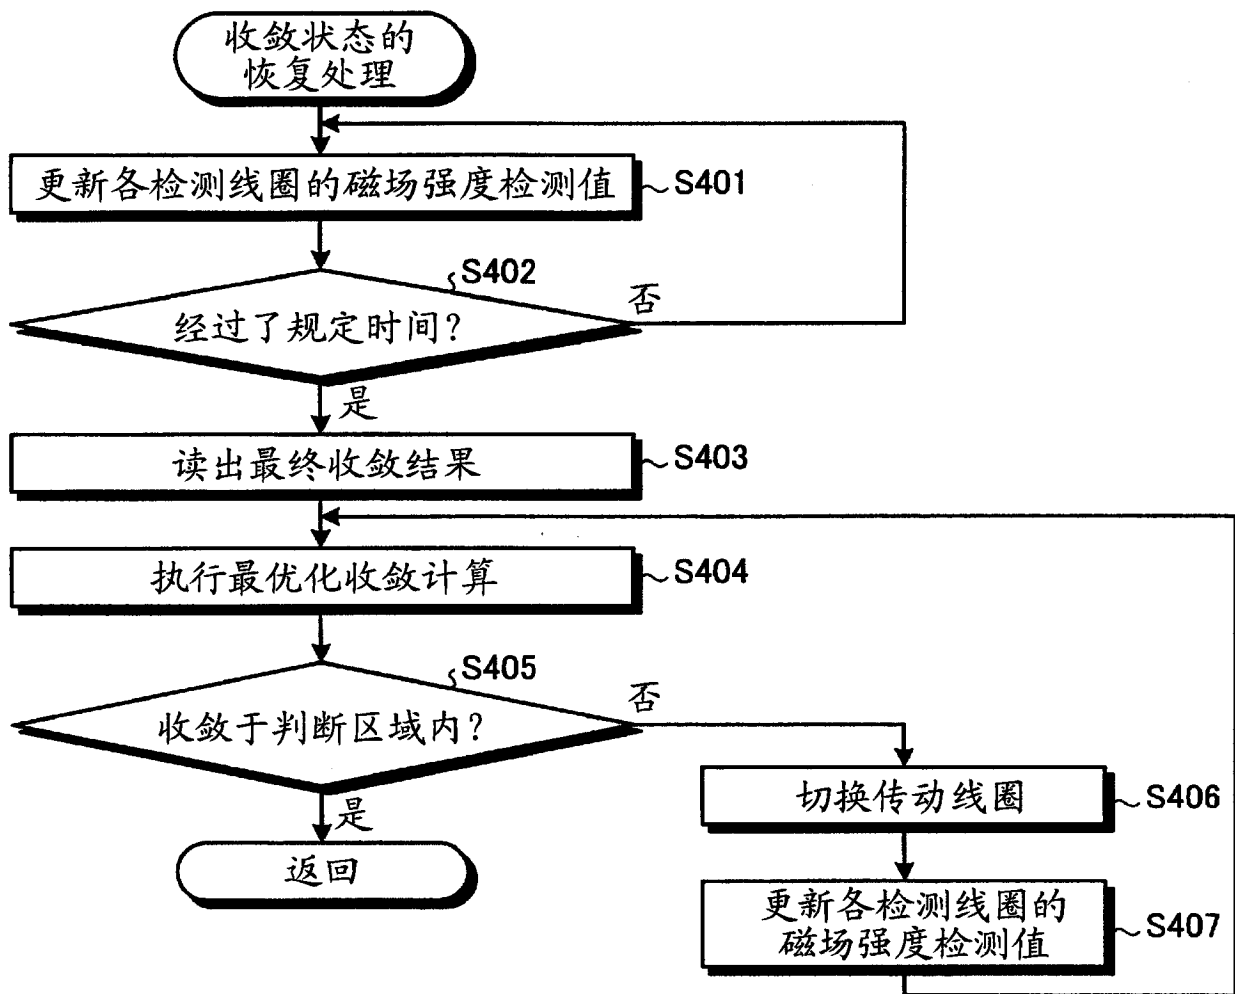 收敛状态的
恢复处理
更新各检测线圈的磁场强度检测值
S401
S402
经过了规定时间?
否
是
读出最终收敛结果
S403
执行最优化收敛计算
S404
S405
收敛于判断区域内?
否
切换传动线圈
S406
是
返回
更新各检测线圈的
磁场强度检测值
S407